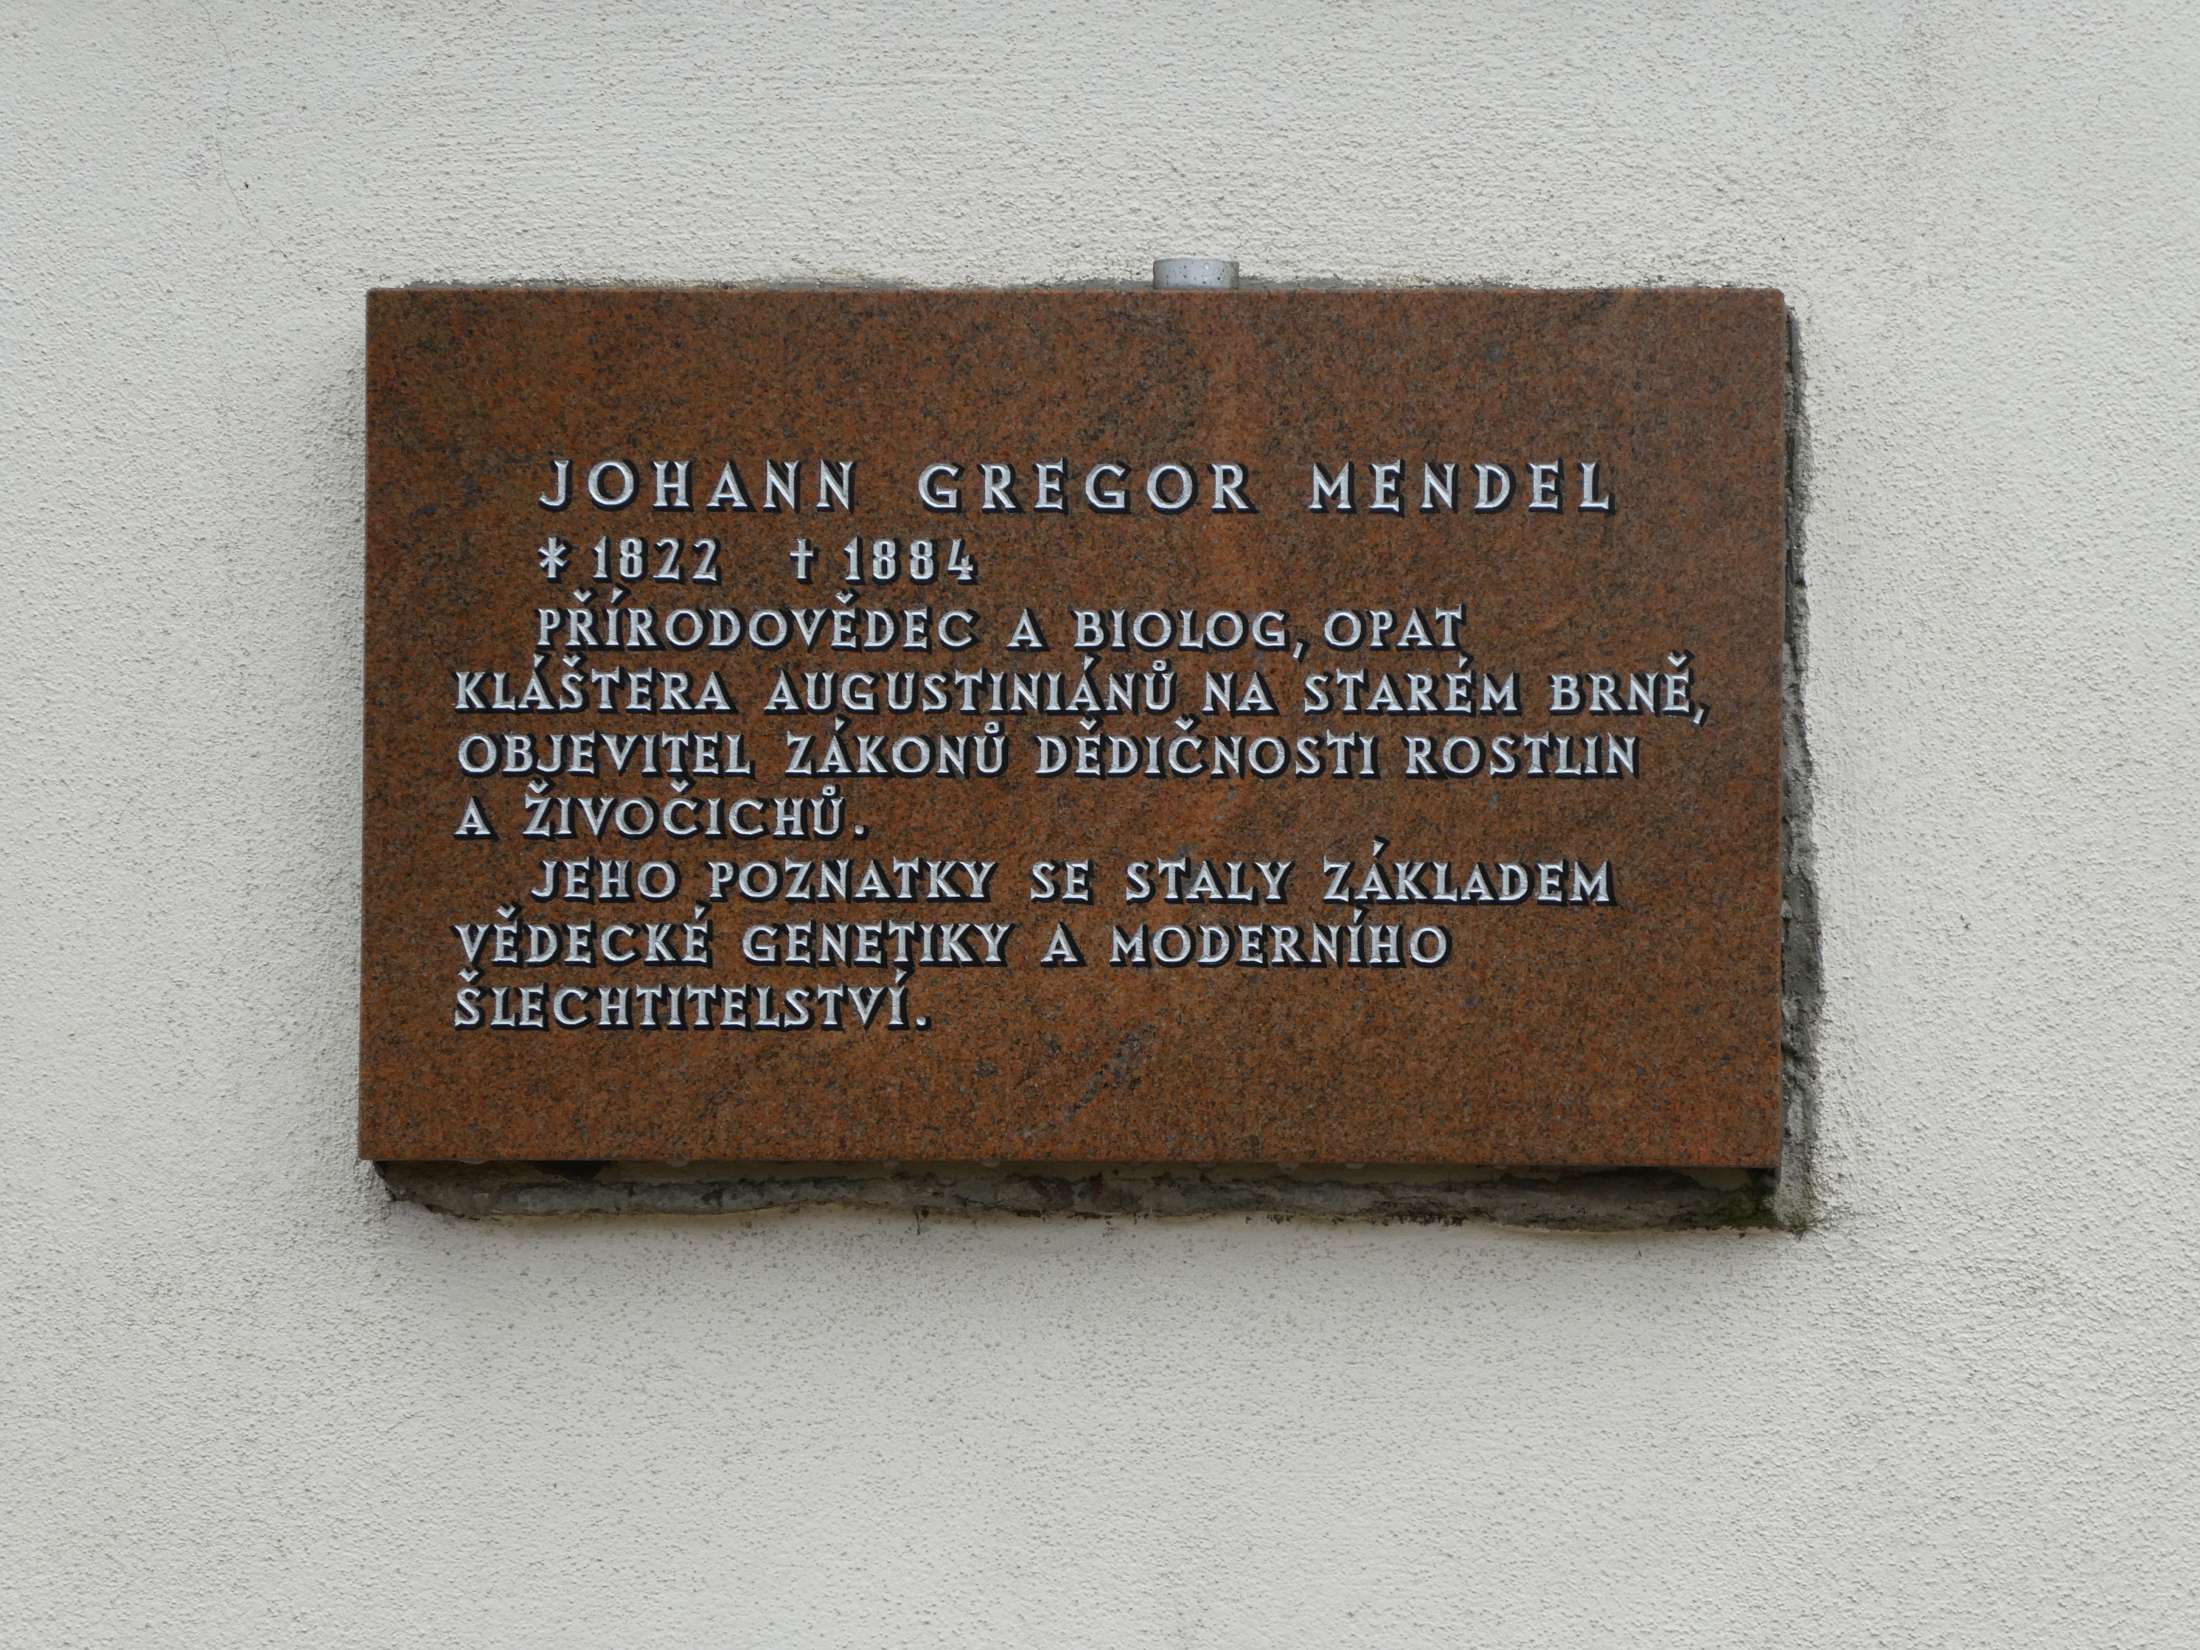 JOHANN GREGOR MENDEL
* 1822 † 1884
PŘÍRODOVĚDEC A BIOLOG, OPAT
KLÁŠTERA AUGUSTINIÁNŮ NA STARÉM BRNĚ,
OBJEVITEL ZÁKONŮ DĚDIČNOSTI ROSTLIN
A ŽIVOČICHŮ.
JEHO POZNATKY SE STALY ZÁKLADEM
VĚDECKÉ GENETIKY A MODERNÍHO
ŠLECHTITELSTVÍ.